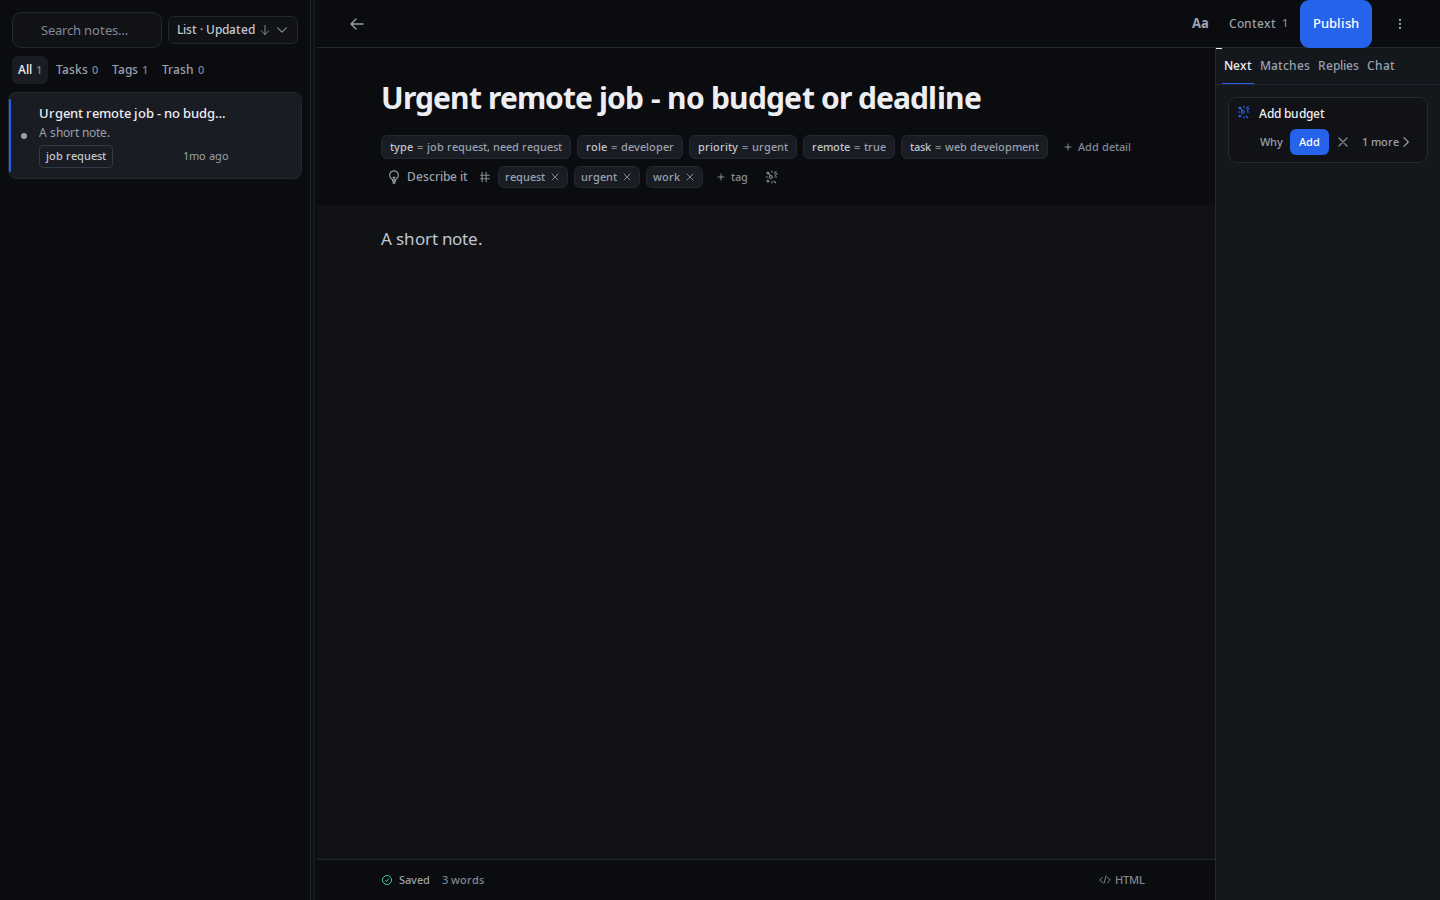 Search notes...
List · Updated
All 1
Tasks 0
Tags 1
Trash 0
Urgent remote job - no budg...
A short note.
job request
1mo ago
Aa
Context 1
Publish
Urgent remote job - no budget or deadline
type = job request, need request
role = developer
priority = urgent
remote = true
task = web development
+ Add detail
Describe it
# request
urgent
work
+ tag
A short note.
Saved
3 words
</> HTML
Next
Matches
Replies
Chat
Add budget
Why
Add
1 more